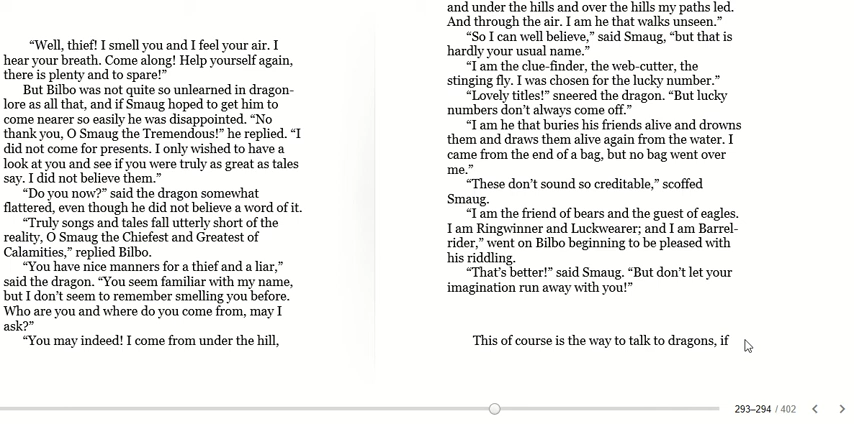 “Well, thief! I smell you and I feel your air. I
hear your breath. Come along! Help yourself again,
there is plenty and to spare!”
But Bilbo was not quite so unlearned in dragon-
lore as all that, and if Smaug hoped to get him to
come nearer so easily he was disappointed. “No
thank you, O Smaug the Tremendous!” he replied. “I
did not come for presents. I only wished to have a
look at you and see if you were truly as great as tales
say. I did not believe them.”
“Do you now?” said the dragon somewhat
flattered, even though he did not believe a word of it.
“Truly songs and tales fall utterly short of the
reality, O Smaug the Chiefest and Greatest of
Calamities,” replied Bilbo.
“You have nice manners for a thief and a liar,”
said the dragon. “You seem familiar with my name,
but I don’t seem to remember smelling you before.
Who are you and where do you come from, may I
ask?”
“You may indeed! I come from under the hill,
and under the hills and over the hills my paths led.
And through the air. I am he that walks unseen.”
“So I can well believe,” said Smaug, “but that is
hardly your usual name.”
“I am the clue-finder, the web-cutter, the
stinging fly. I was chosen for the lucky number.”
“Lovely titles!” sneered the dragon. “But lucky
numbers don’t always come off.”
“I am he that buries his friends alive and drowns
them and draws them alive again from the water. I
came from the end of a bag, but no bag went over
me.”
“These don’t sound so creditable,” scoffed
Smaug.
“I am the friend of bears and the guest of eagles.
I am Ringwinner and Luckwearer; and I am Barrel-
rider,” went on Bilbo beginning to be pleased with
his riddling.
“That’s better!” said Smaug. “But don’t let your
imagination run away with you!”
This of course is the way to talk to dragons, if
293–294 / 402